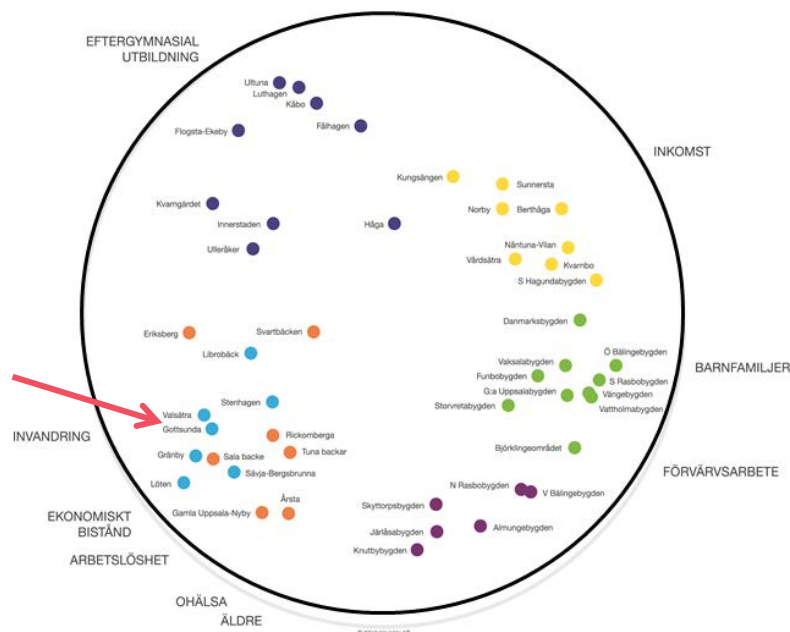 EFTERGYMNASIAL
UTBILDNING
Ultuna
Luthagen
Kåbo
Fålhagen
Flogsta-Ekeby
INKOMST
Kungsängen
Sunnersta
Kvarngärdet
Norby
Berthåga
Innerstaden
Håga
Ulleråker
Nåntuna-Vilan
Vårdsätra
Kvarnbo
S Hagundabygden
Danmarksbygden
Eriksberg
Svartbäcken
Librobäck
Vaksalabygden
Ö Bälingebygden
BARNFAMILJER
Funbobygden
S Rasbobygden
G:a Uppsalabygden
Vängebygden
Storvretabygden
Vattholmabygden
Stenhagen
Valsätra
Gottsunda
INVANDRING
Rickomberga
Tuna backar
Björklingeområdet
Gränby
Sala backe
Sävja-Bergsbrunna
FÖRVÄRVSARBETE
Löten
N Rasbobygden
V Bälingebygden
Årsta
Gamla Uppsala-Nyby
Skyttorpsbygden
EKONOMISKT
BISTÅND
Järlåsabygden
Almungebygden
Knutbybygden
ARBETSLÖSHET
OHÄLSA
ÄLDRE